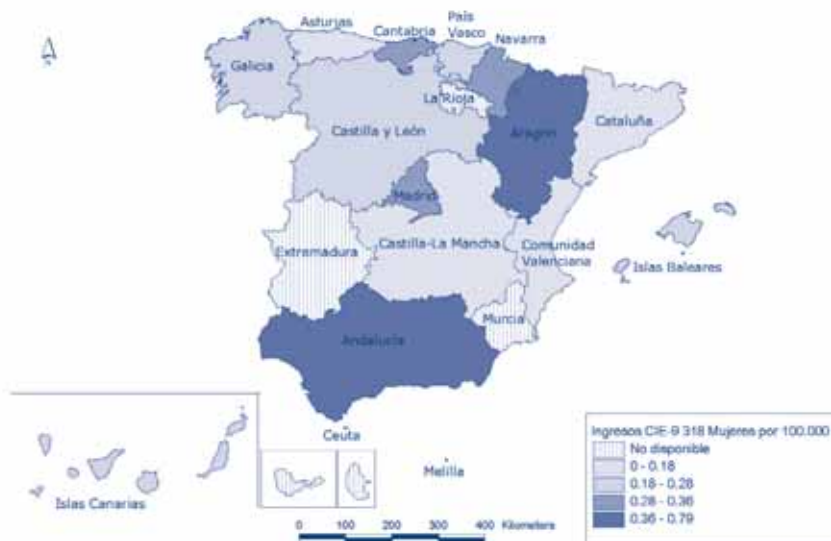 Asturias
Cantabria
País
Vasco
Navarra
Galicia
La Rioja
Castilla y León
Aragón
Cataluña
Madrid
Extremadura
Castilla-La Mancha
Comunidad
Valenciana
Islas Baleares
Murcia
Andalucía
Ceuta
Melilla
Islas Canarias
Ingresos CIE-9 318 Mujeres por 100.000
No disponible
0 - 0.18
0.18 - 0.28
0.28 - 0.36
0.36 - 0.79
0 100 200 300 400 Kilometers